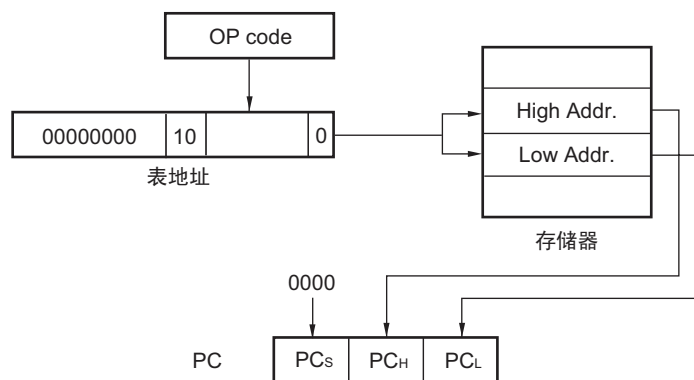 OP code
00000000 10 0
表地址
High Addr.
Low Addr.
存储器
0000
PC PCS PCH PCL